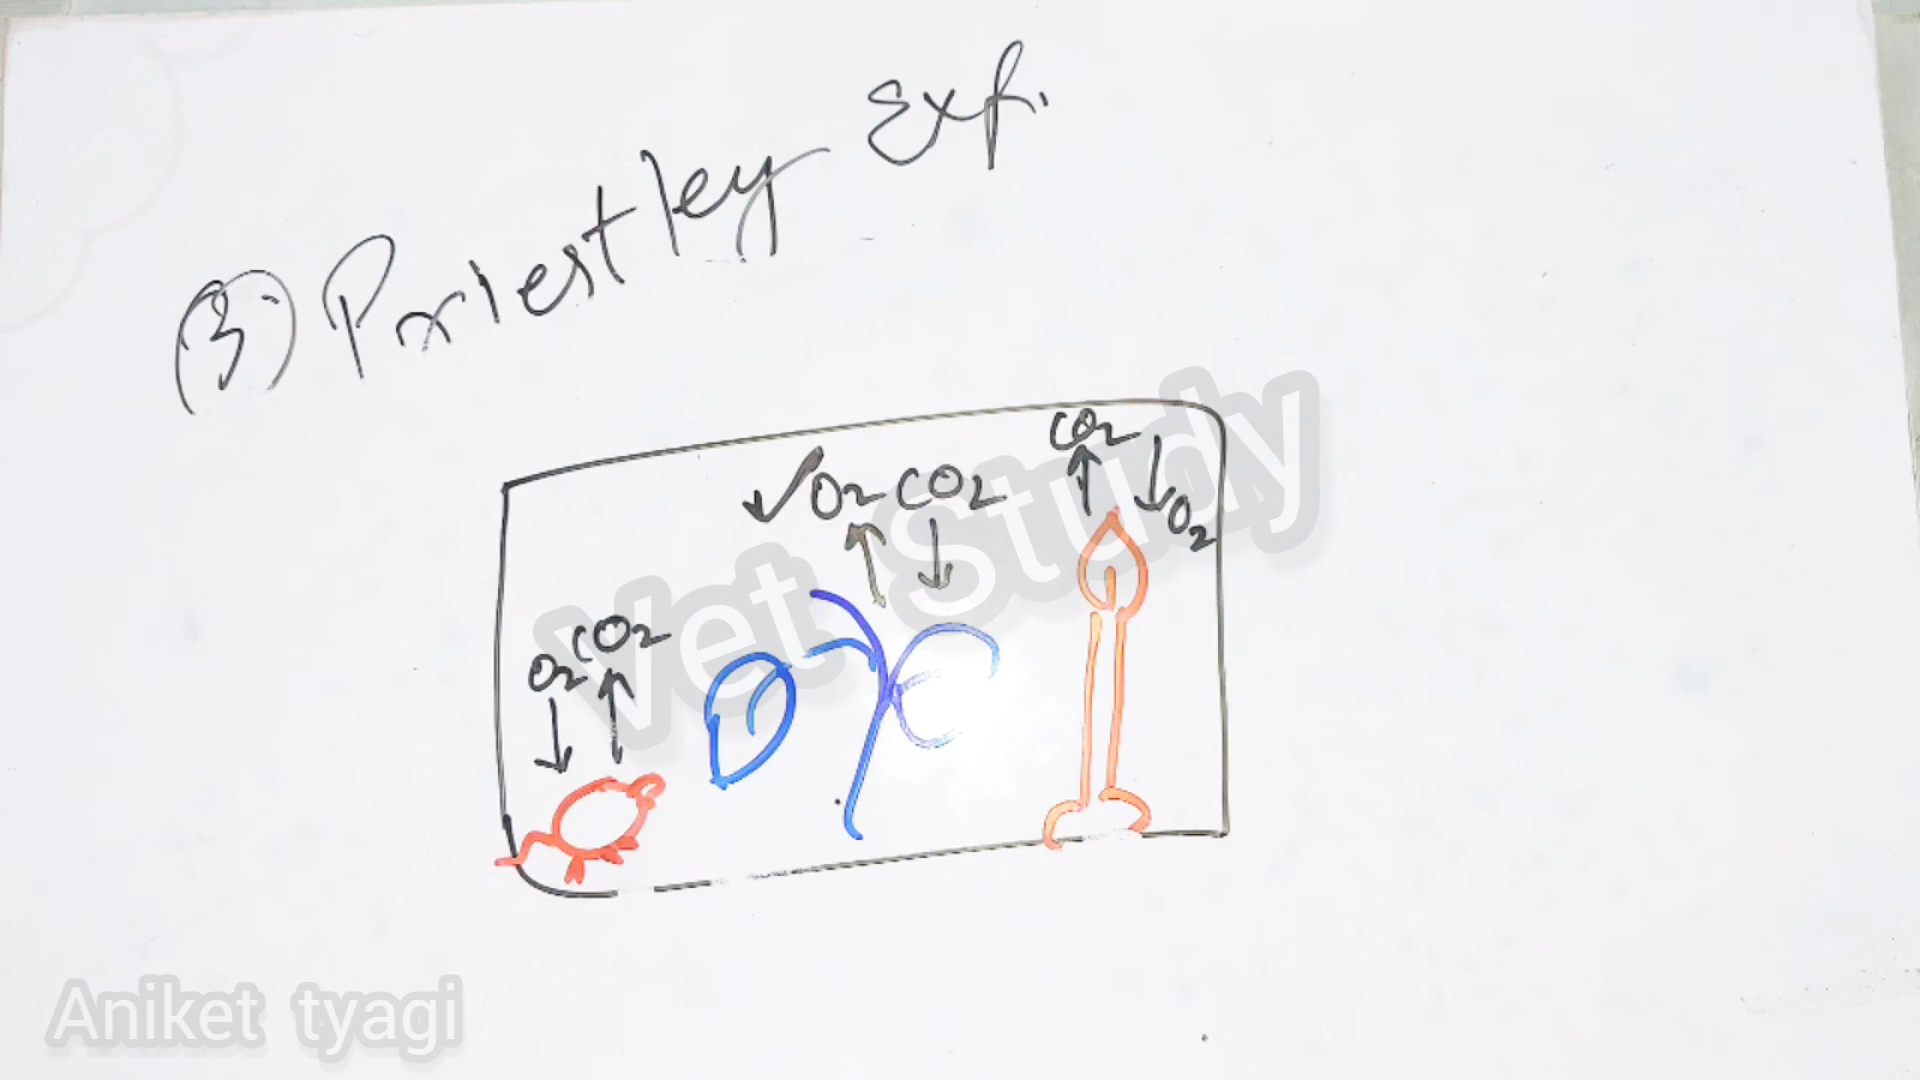 (3) Priestley Exp.
CO2
O2 CO2
O2
CO2
O2
Vet Study
Aniket tyagi